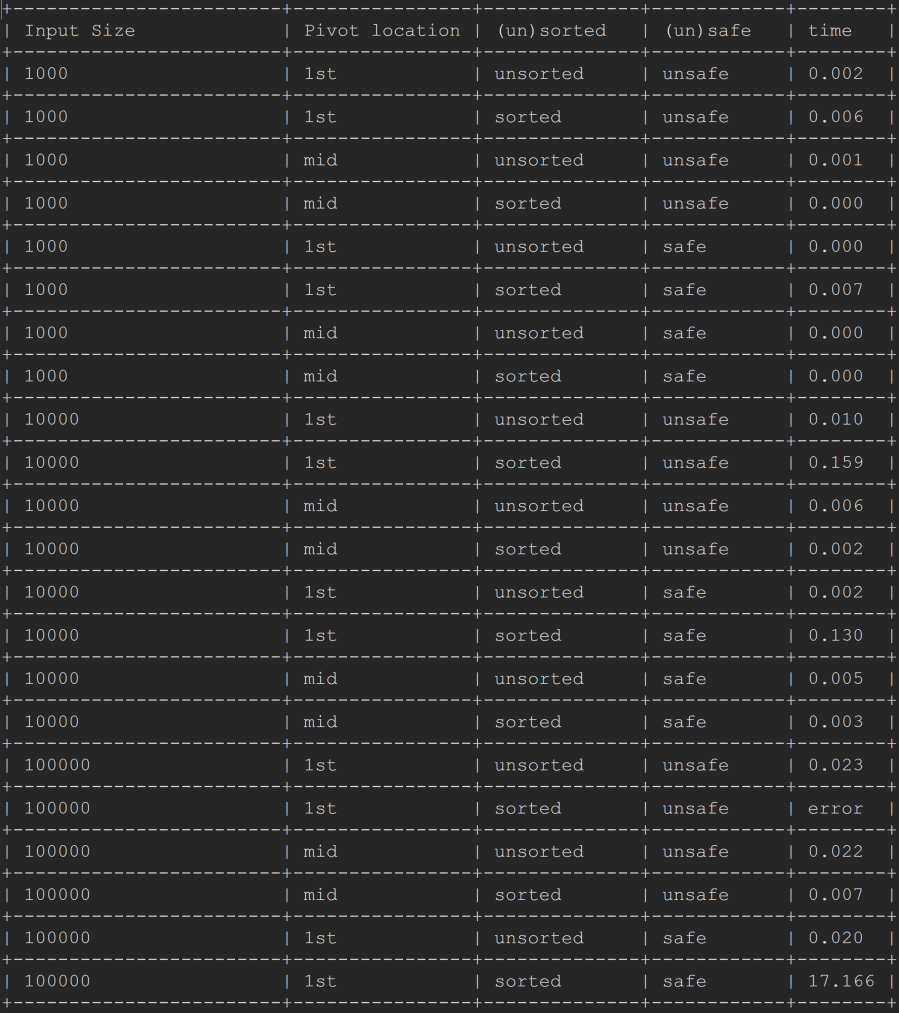 Input Size | Pivot location | (un)sorted | (un)safe | time
1000 | 1st | unsorted | unsafe | 0.002
1000 | 1st | sorted | unsafe | 0.006
1000 | mid | unsorted | unsafe | 0.001
1000 | mid | sorted | unsafe | 0.000
1000 | 1st | unsorted | safe | 0.000
1000 | 1st | sorted | safe | 0.007
1000 | mid | unsorted | safe | 0.000
1000 | mid | sorted | safe | 0.000
10000 | 1st | unsorted | unsafe | 0.010
10000 | 1st | sorted | unsafe | 0.159
10000 | mid | unsorted | unsafe | 0.006
10000 | mid | sorted | unsafe | 0.002
10000 | 1st | unsorted | safe | 0.002
10000 | 1st | sorted | safe | 0.130
10000 | mid | unsorted | safe | 0.005
10000 | mid | sorted | safe | 0.003
100000 | 1st | unsorted | unsafe | 0.023
100000 | 1st | sorted | unsafe | error
100000 | mid | unsorted | unsafe | 0.022
100000 | mid | sorted | unsafe | 0.007
100000 | 1st | unsorted | safe | 0.020
100000 | 1st | sorted | safe | 17.166